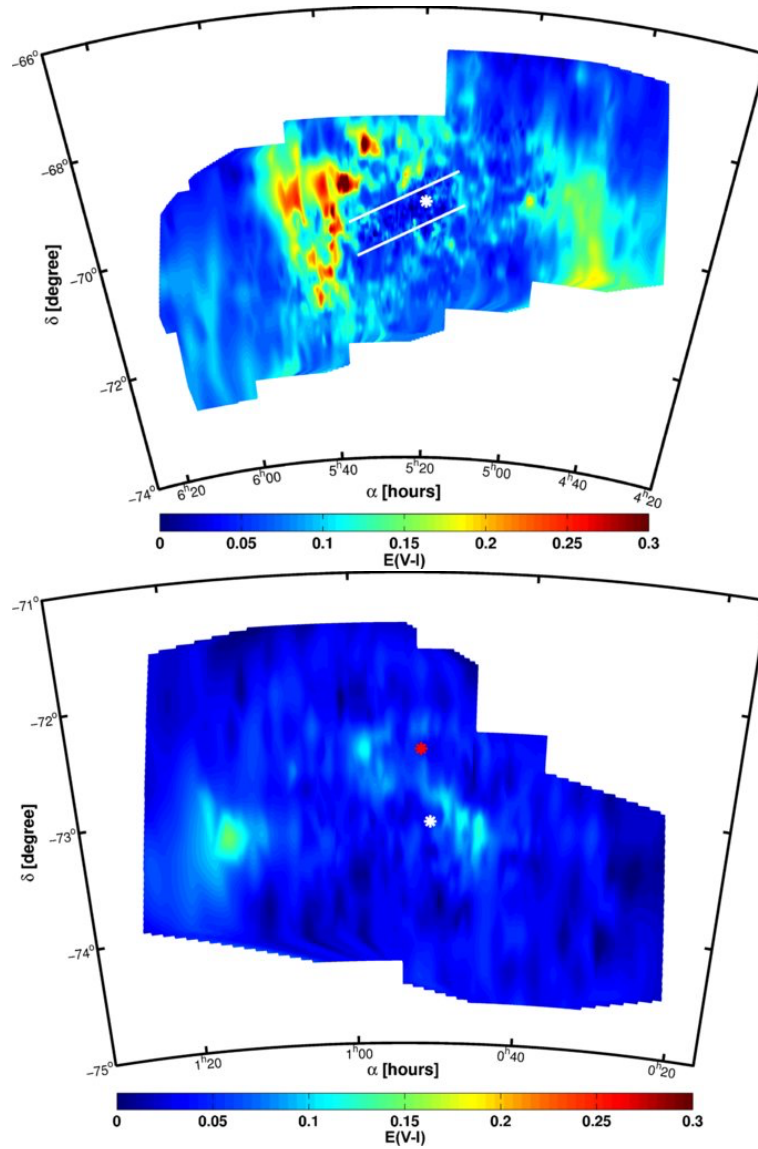 −66°
−68°
−70°
−72°
−74°
δ [degree]
6h20 6h00 5h40 5h20 5h00 4h40 4h20
α [hours]
0 0.05 0.1 0.15 0.2 0.25 0.3
E(V-I)
−71°
−72°
−73°
−74°
−75°
δ [degree]
1h20 1h00 0h40 0h20
α [hours]
0 0.05 0.1 0.15 0.2 0.25 0.3
E(V-I)